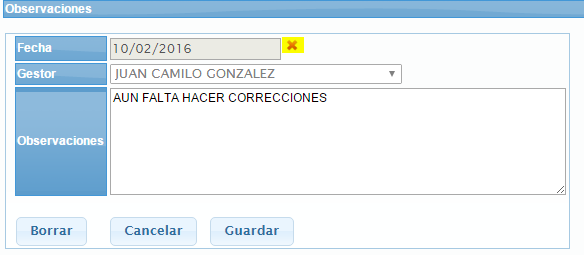 Observaciones
Fecha 10/02/2016
Gestor JUAN CAMILO GONZALEZ
Observaciones AUN FALTA HACER CORRECCIONES
Borrar Cancelar Guardar